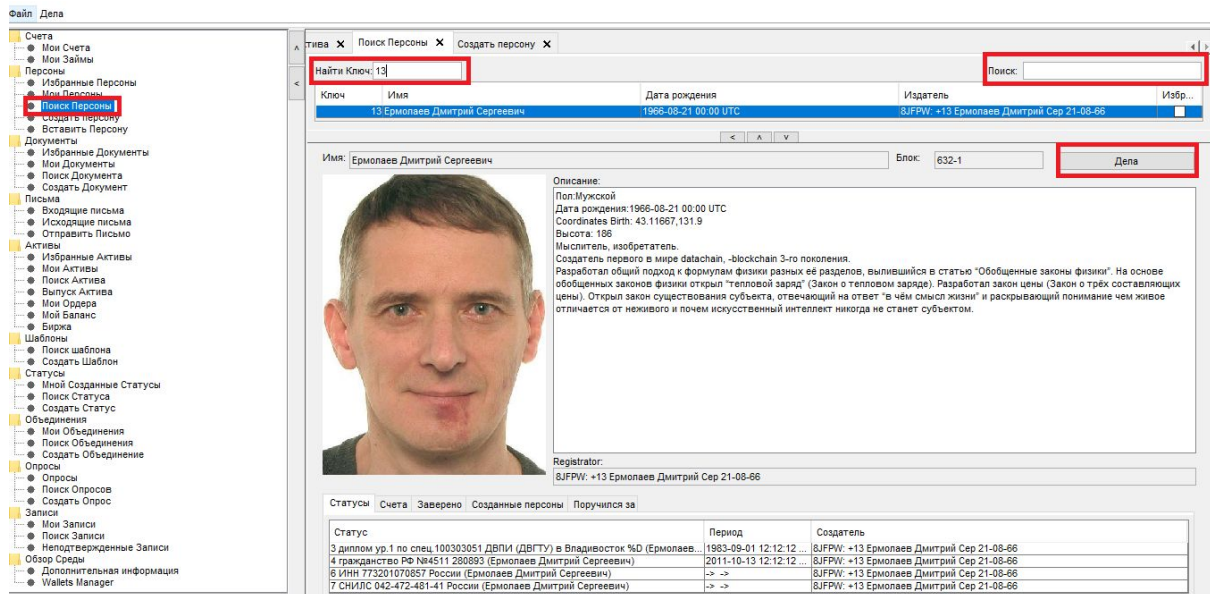 Файл Дела
Счета
Мои Счета
Мои Займы
Персоны
Избранные Персоны
Мои Персоны
Поиск Персоны
Создать персону
Вставить Персону
Документы
Избранные Документы
Мои Документы
Поиск Документа
Создать Документ
Письма
Входящие письма
Исходящие письма
Отправить Письмо
Активы
Избранные Активы
Мои Активы
Поиск Актива
Выпуск Актива
Мои Ордера
Мой Баланс
Биржа
Шаблоны
Поиск шаблона
Создать Шаблон
Статусы
Мной Созданные Статусы
Поиск Статуса
Создать Статус
Объединения
Мои Объединения
Поиск Объединения
Создать Объединение
Опросы
Опросы
Поиск Опросов
Создать Опрос
Записи
Мои Записи
Поиск Записи
Неподтвержденные Записи
Обзор Среды
Дополнительная информация
Wallets Manager
тива X Поиск Персоны X Создать персону X
Найти Ключ: 13 Поиск:
Ключ Имя Дата рождения Издатель Избр...
13 Ермолаев Дмитрий Сергеевич 1966-08-21 00:00 UTC 8JFPW: +13 Ермолаев Дмитрий Сер 21-08-66
Имя: Ермолаев Дмитрий Сергеевич Блок: 632-1 Дела
Описание:
Пол:Мужской
Дата рождения:1966-08-21 00:00 UTC
Coordinates Birth: 43.11667,131.9
Высота: 186
Мыслитель, изобретатель.
Создатель первого в мире datachain, -blockchain 3-го поколения.
Разработал общий подход к формулам физики разных её разделов, вылившийся в статью “Обобщенные законы физики”. На основе
обобщенных законов физики открыл “тепловой заряд” (Закон о тепловом заряде). Разработал закон цены (Закон о трёх составляющих
цены). Открыл закон существования субъекта, отвечающий на ответ “в чём смысл жизни” и раскрывающий понимание чем живое
отличается от неживого и почем искусственный интеллект никогда не станет субъектом.
Registrator:
8JFPW: +13 Ермолаев Дмитрий Сер 21-08-66
Статусы Счета Заверено Созданные персоны Поручился за
Статус Период Создатель
3 диплом ур.1 по спец.100303051 ДВПИ (ДВГТУ) в Владивосток %D (Ермолаев... 1983-09-01 12:12:12 ... 8JFPW: +13 Ермолаев Дмитрий Сер 21-08-66
4 гражданство РФ №4511 280893 (Ермолаев Дмитрий Сергеевич) 2011-10-13 12:12:12 ... 8JFPW: +13 Ермолаев Дмитрий Сер 21-08-66
6 ИНН 773201070857 России (Ермолаев Дмитрий Сергеевич) -> -> 8JFPW: +13 Ермолаев Дмитрий Сер 21-08-66
7 СНИЛС 042-472-481-41 России (Ермолаев Дмитрий Сергеевич) -> -> 8JFPW: +13 Ермолаев Дмитрий Сер 21-08-66